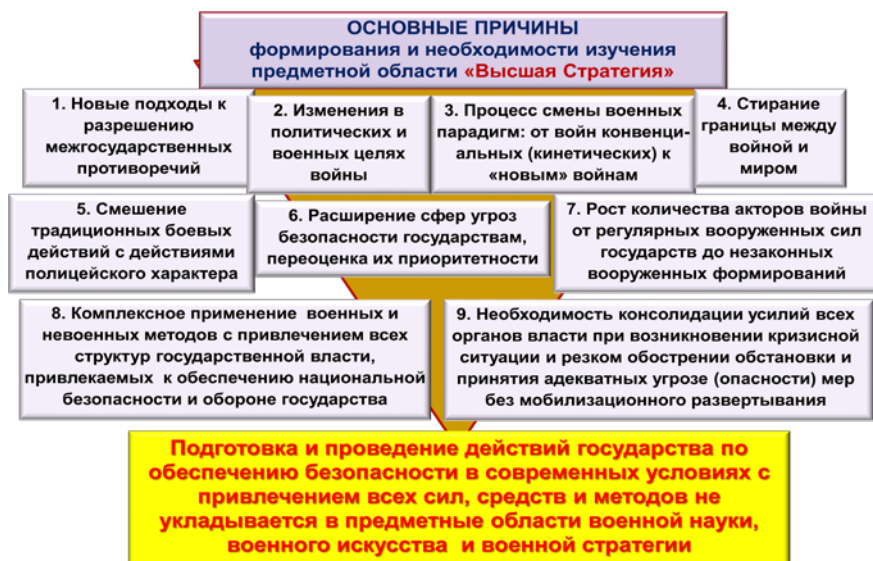 ОСНОВНЫЕ ПРИЧИНЫ
формирования и необходимости изучения
предметной области «Высшая Стратегия»
1. Новые подходы к
разрешению
межгосударственных
противоречий
2. Изменения в
политических и
военных целях
войны
3. Процесс смены военных
парадигм: от войн конвенци-
альных (кинетических) к
«новым» войнам
4. Стирание
границы между
войной и
миром
5. Смешение
традиционных боевых
действий с действиями
полицейского характера
6. Расширение сфер угроз
безопасности государствам,
переоценка их приоритетности
7. Рост количества акторов войны
от регулярных вооруженных сил
государств до незаконных
вооруженных формирований
8. Комплексное применение военных и
невоенных методов с привлечением всех
структур государственной власти,
привлекаемых к обеспечению национальной
безопасности и обороне государства
9. Необходимость консолидации усилий всех
органов власти при возникновении кризисной
ситуации и резком обострении обстановки и
принятия адекватных угрозе (опасности) мер
без мобилизационного развертывания
Подготовка и проведение действий государства по
обеспечению безопасности в современных условиях с
привлечением всех сил, средств и методов не
укладывается в предметные области военной науки,
военного искусства и военной стратегии